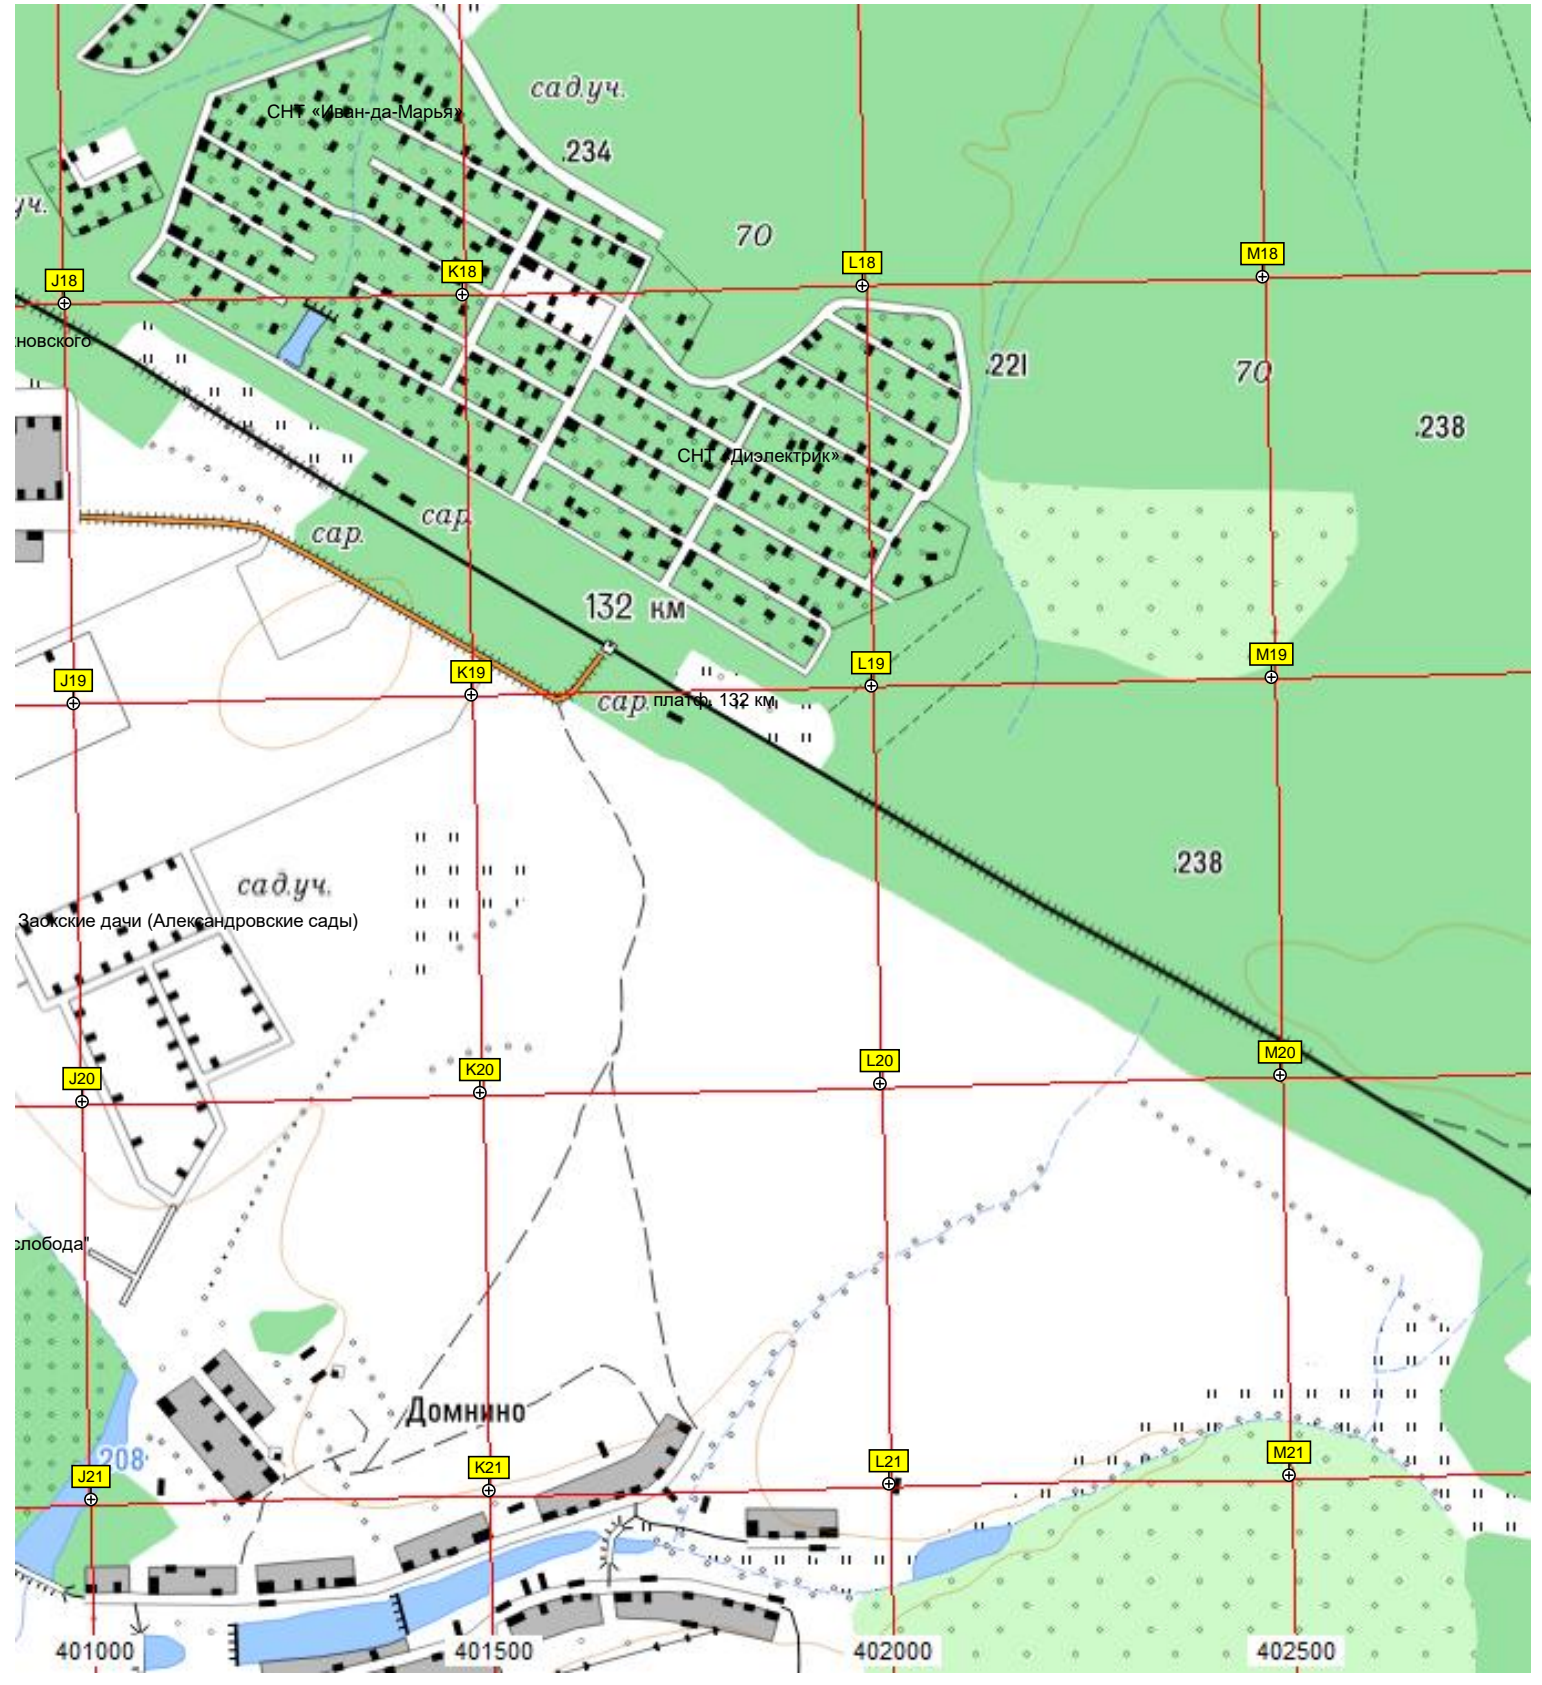 сад.уч.
СНТ «Иван-да-Марья»
.234
уч.
70
J18
K18
L18
M18
новского
.221
70
.238
СНТ «Диэлектрик»
сар.
сар.
132 км
J19
K19
L19
M19
сар.
платф. 132 км
.238
сад.уч.
Заокские дачи (Александровские сады)
J20
K20
L20
M20
слобода"
Домнино
208
J21
K21
L21
M21
401000
401500
402000
402500